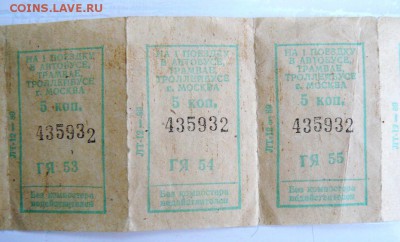 COINS.LAVE.RU
НА 1 ПОЕЗДКУ
В АВТОБУСЕ,
ТРАМВАЕ,
ТРОЛЛЕЙБУСЕ
г. МОСКВА
5 коп.
435932
ГЯ 53
Без компостера
недействителен
НА 1 ПОЕЗДКУ
В АВТОБУСЕ,
ТРАМВАЕ,
ТРОЛЛЕЙБУСЕ
г. МОСКВА
5 коп.
435932
ГЯ 54
Без компостера
недействителен
НА 1 ПОЕЗДКУ
В АВТОБУСЕ,
ТРАМВАЕ,
ТРОЛЛЕЙБУСЕ
г. МОСКВА
5 коп.
435932
ГЯ 55
Без компостера
недействителен